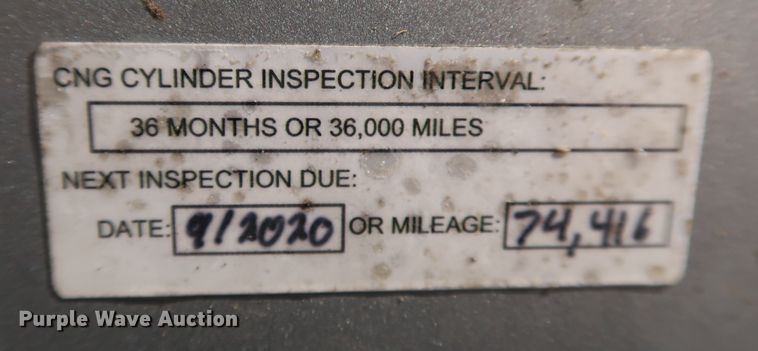 CNG CYLINDER INSPECTION INTERVAL:
36 MONTHS OR 36,000 MILES
NEXT INSPECTION DUE:
DATE: 9/2020 OR MILEAGE: 74,416
Purple Wave Auction